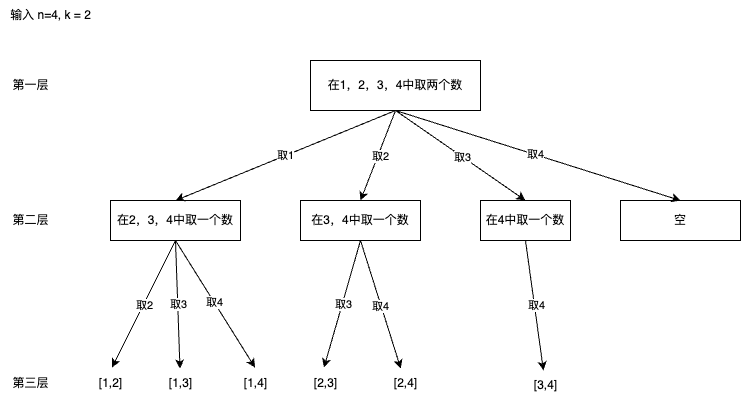 输入 n=4, k = 2
第一层
在1，2，3，4中取两个数
取1
取2
取3
取4
第二层
在2，3，4中取一个数
在3，4中取一个数
在4中取一个数
空
取2
取3
取4
取3
取4
取4
第三层
[1,2]
[1,3]
[1,4]
[2,3]
[2,4]
[3,4]